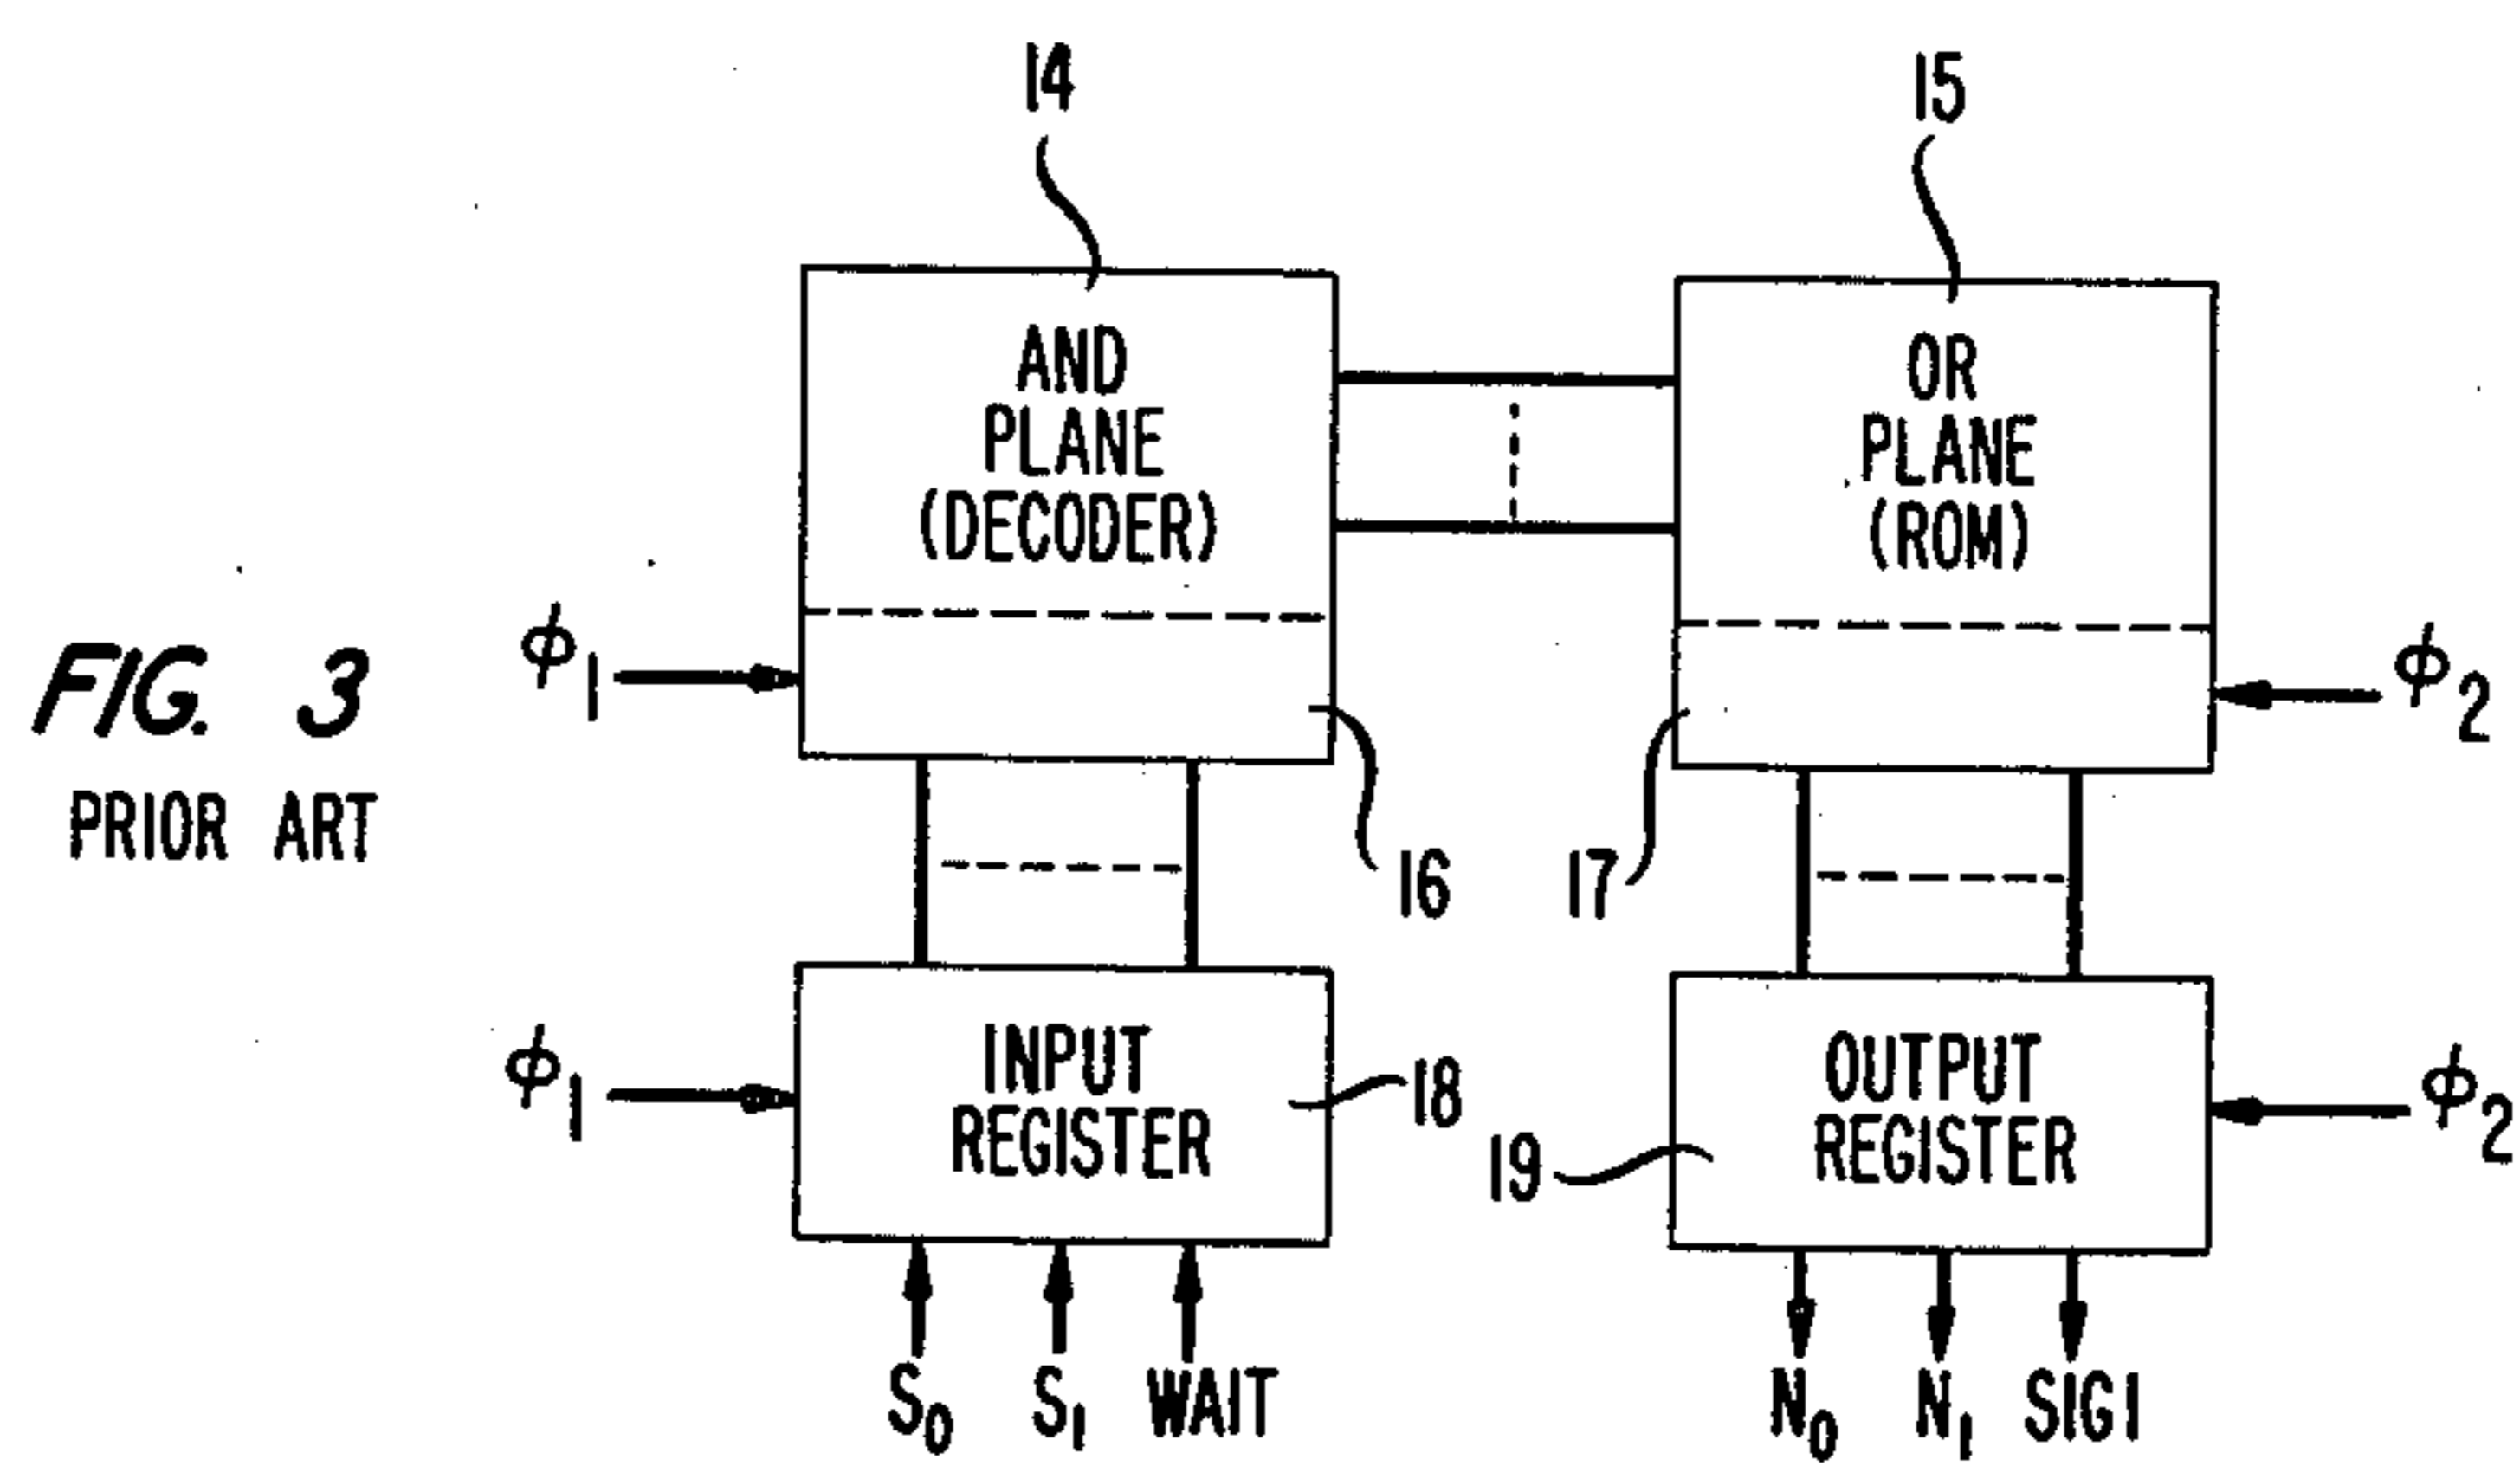 14
15
AND
PLANE
(DECODER)
OR
PLANE
(ROM)
FIG. 3
PRIOR ART
ϕ1
ϕ2
16
17
ϕ1
INPUT
REGISTER
18
19
OUTPUT
REGISTER
ϕ2
S0 S1 WAIT
N0 N1 SIG1